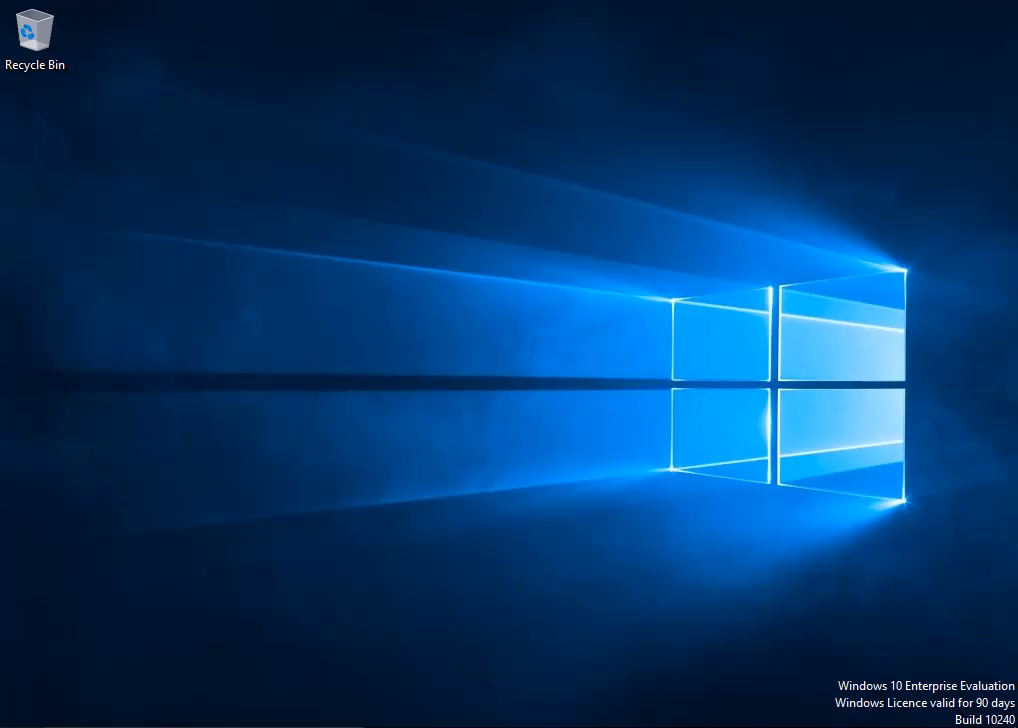 Recycle Bin
Windows 10 Enterprise Evaluation
Windows Licence valid for 90 days
Build 10240